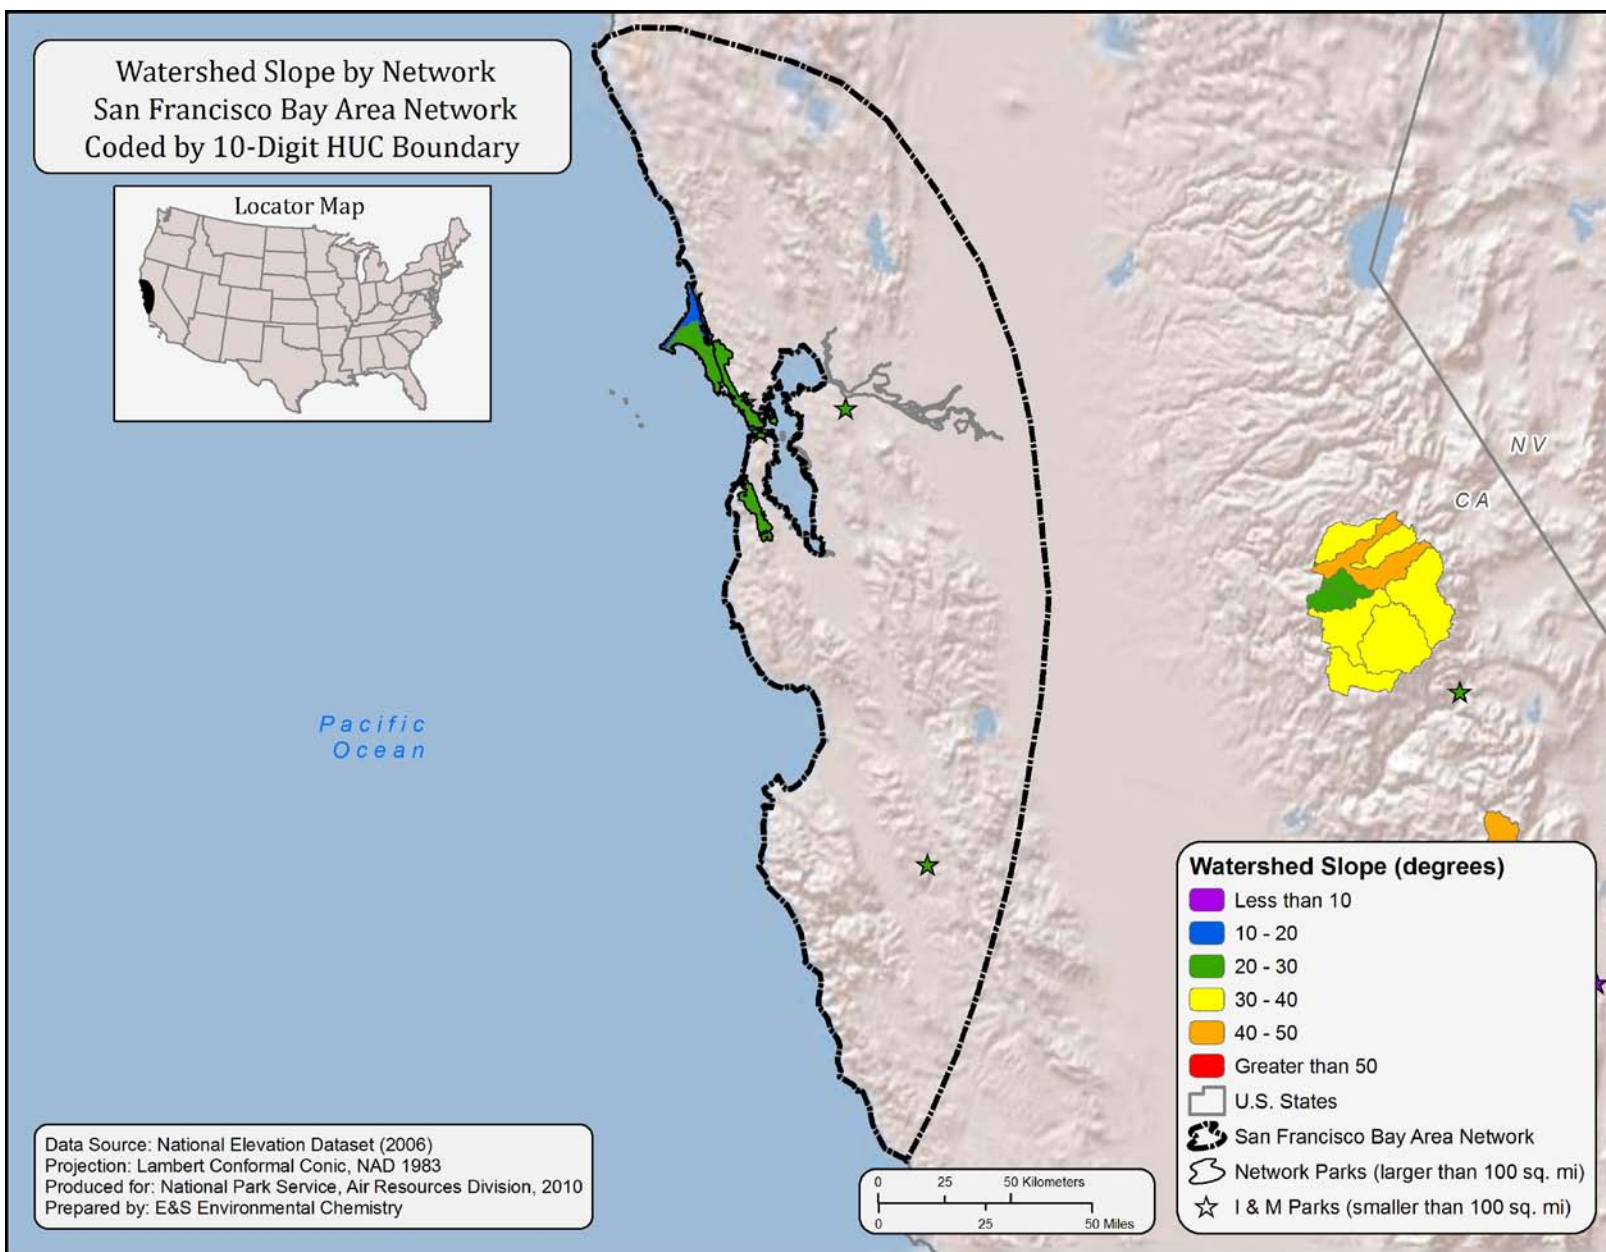 Watershed Slope by Network
San Francisco Bay Area Network
Coded by 10-Digit HUC Boundary
Locator Map
NV
CA
Pacific
Ocean
Watershed Slope (degrees)
Less than 10
10 - 20
20 - 30
30 - 40
40 - 50
Greater than 50
U.S. States
San Francisco Bay Area Network
Network Parks (larger than 100 sq. mi)
I & M Parks (smaller than 100 sq. mi)
Data Source: National Elevation Dataset (2006)
Projection: Lambert Conformal Conic, NAD 1983
Produced for: National Park Service, Air Resources Division, 2010
Prepared by: E&S Environmental Chemistry
0 25 50 Kilometers
0 25 50 Miles